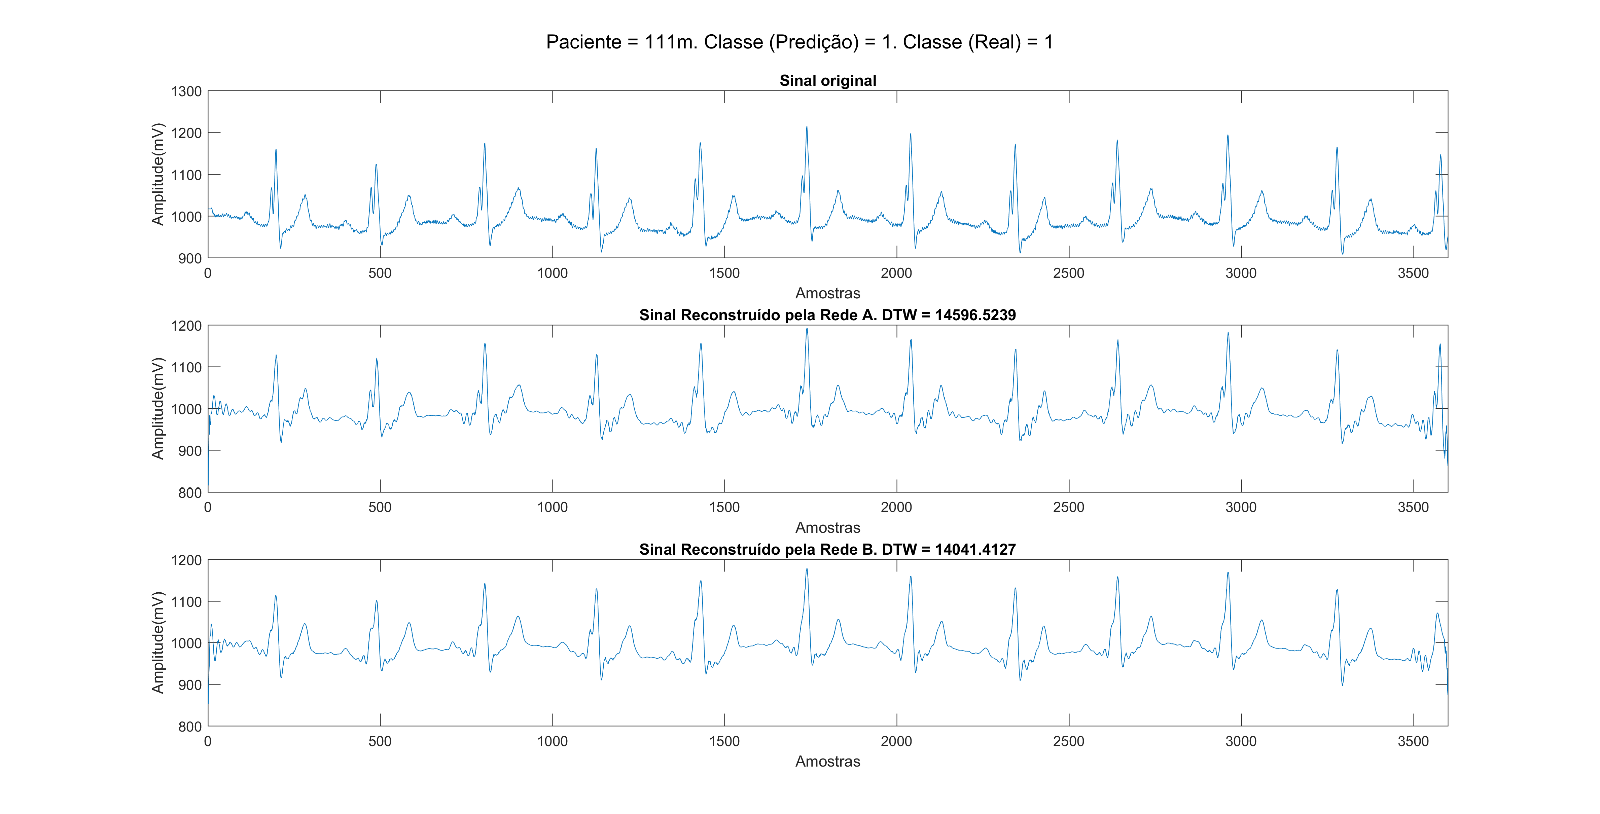 Paciente = 111m. Classe (Predição) = 1. Classe (Real) = 1
Sinal original
1300
1200
1100
1000
900
Amplitude(mV)
0 500 1000 1500 2000 2500 3000 3500
Amostras
Sinal Reconstruído pela Rede A. DTW = 14596.5239
1200
1100
1000
900
800
Amplitude(mV)
0 500 1000 1500 2000 2500 3000 3500
Amostras
Sinal Reconstruído pela Rede B. DTW = 14041.4127
1200
1100
1000
900
800
Amplitude(mV)
0 500 1000 1500 2000 2500 3000 3500
Amostras